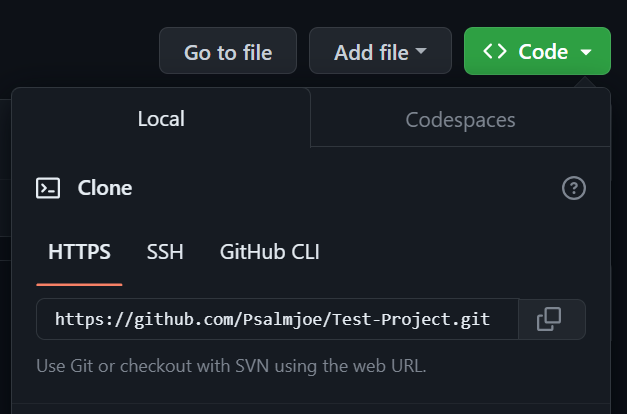 Go to file Add file <> Code
Local Codespaces
Clone
HTTPS SSH GitHub CLI
https://github.com/Psalmjoe/Test-Project.git
Use Git or checkout with SVN using the web URL.